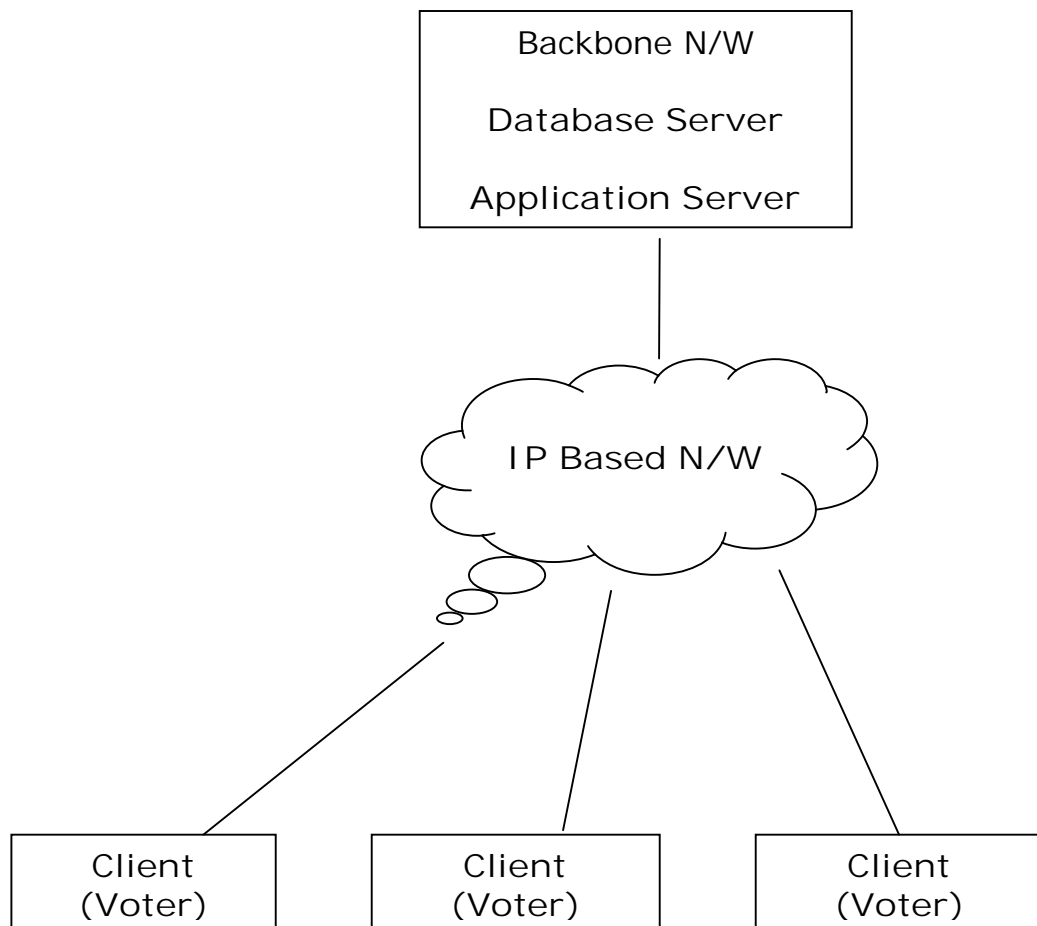 Backbone N/W
Database Server
Application Server
IP Based N/W
Client
(Voter)
Client
(Voter)
Client
(Voter)